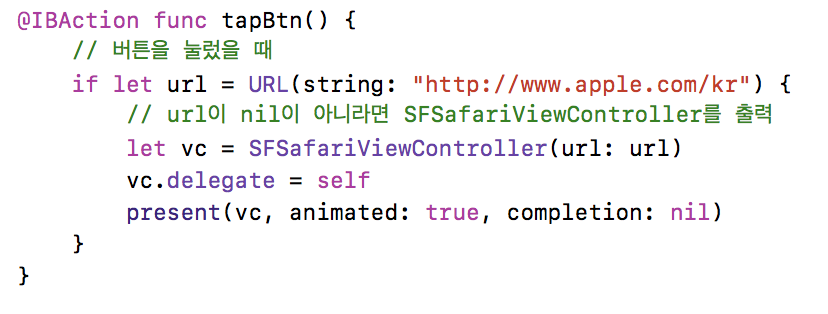 @IBAction func tapBtn() {
    // 버튼을 눌렀을 때
    if let url = URL(string: "http://www.apple.com/kr") {
        // url이 nil이 아니라면 SFSafariViewController를 출력
        let vc = SFSafariViewController(url: url)
        vc.delegate = self
        present(vc, animated: true, completion: nil)
    }
}